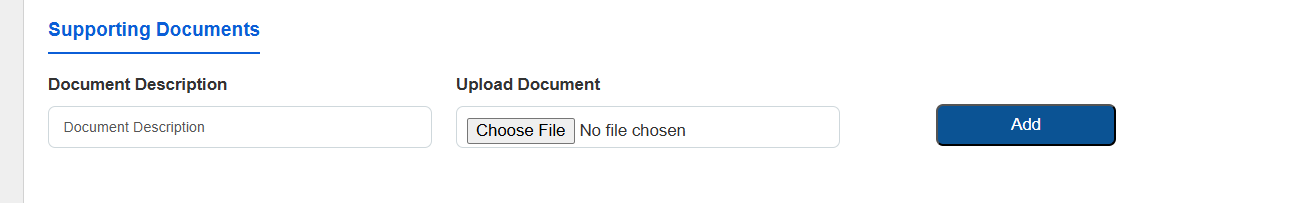 Supporting Documents
Document Description Upload Document
Document Description Choose File No file chosen Add